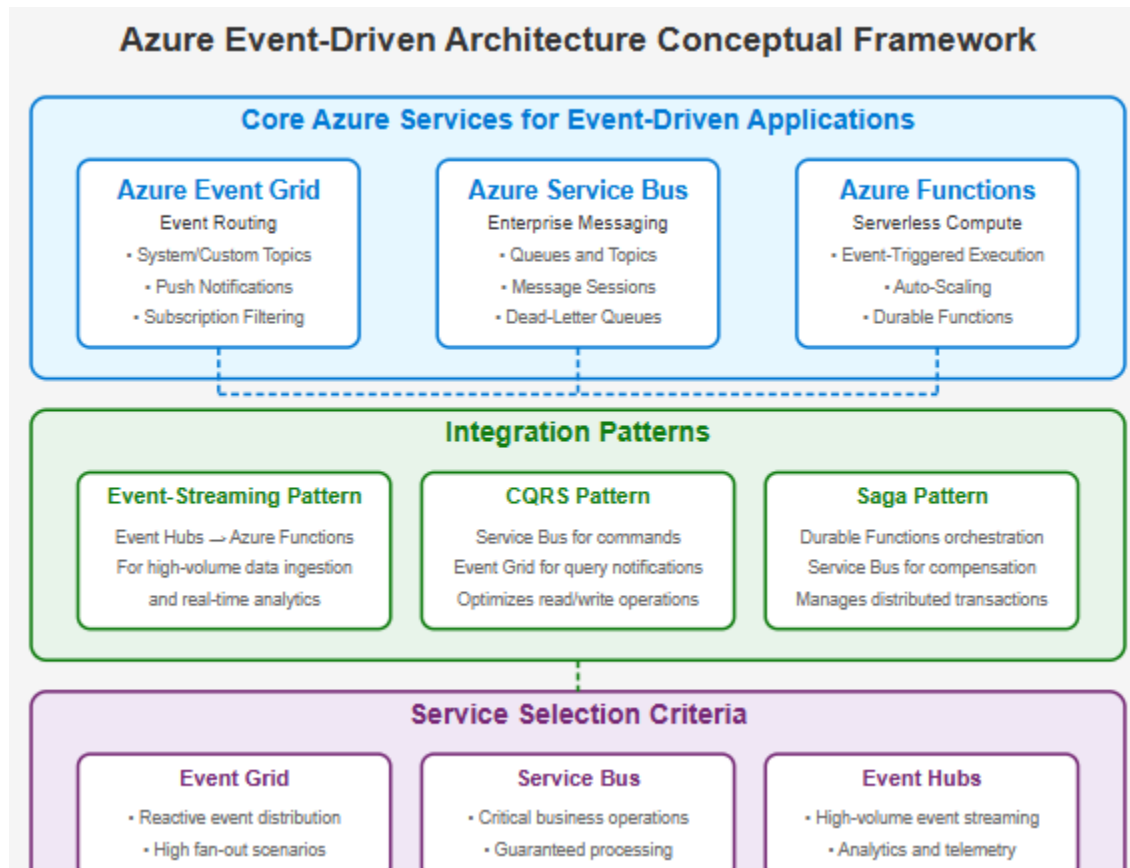 Azure Event-Driven Architecture Conceptual Framework
Core Azure Services for Event-Driven Applications
Azure Event Grid
Event Routing
• System/Custom Topics
• Push Notifications
• Subscription Filtering
Azure Service Bus
Enterprise Messaging
• Queues and Topics
• Message Sessions
• Dead-Letter Queues
Azure Functions
Serverless Compute
• Event-Triggered Execution
• Auto-Scaling
• Durable Functions
Integration Patterns
Event-Streaming Pattern
Event Hubs → Azure Functions
For high-volume data ingestion
and real-time analytics
CQRS Pattern
Service Bus for commands
Event Grid for query notifications
Optimizes read/write operations
Saga Pattern
Durable Functions orchestration
Service Bus for compensation
Manages distributed transactions
Service Selection Criteria
Event Grid
• Reactive event distribution
• High fan-out scenarios
Service Bus
• Critical business operations
• Guaranteed processing
Event Hubs
• High-volume event streaming
• Analytics and telemetry